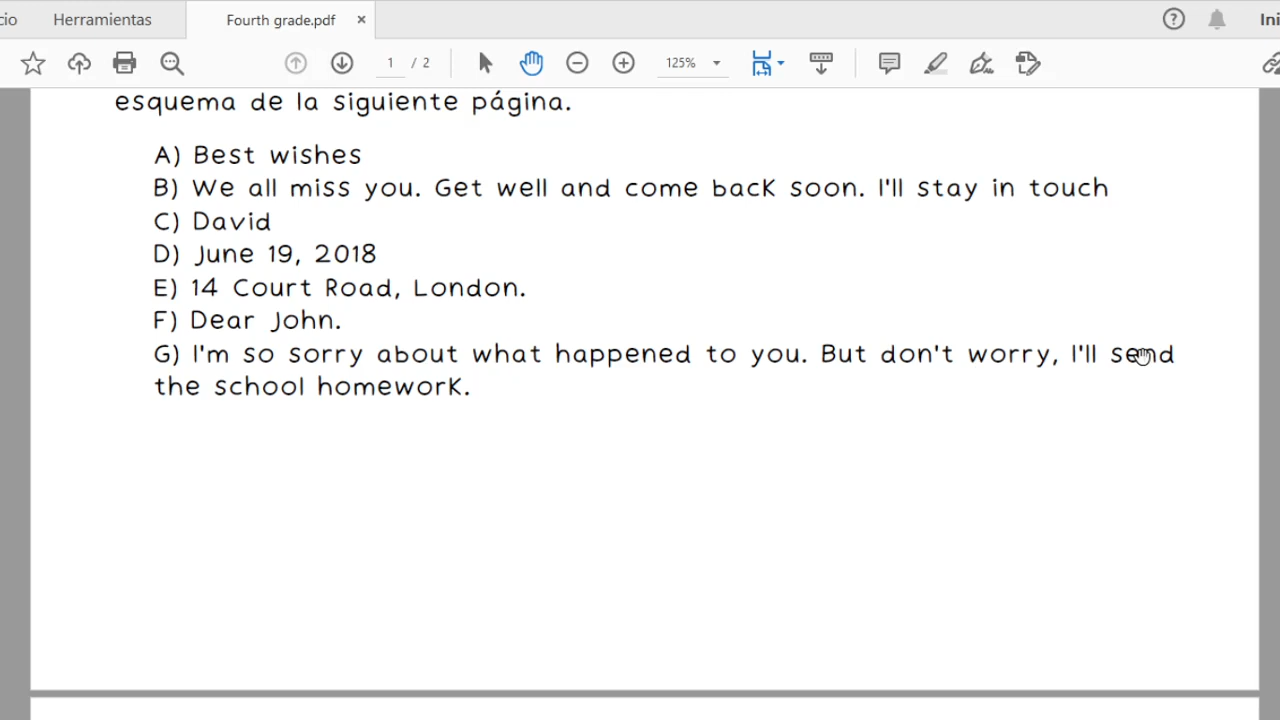 cio Herramientas Fourth grade.pdf × Ini
1 / 2 125%
esquema de la siguiente página.
A) Best wishes
B) We all miss you. Get well and come back soon. I'll stay in touch
C) David
D) June 19, 2018
E) 14 Court Road, London.
F) Dear John.
G) I'm so sorry about what happened to you. But don't worry, I'll send
the school homework.